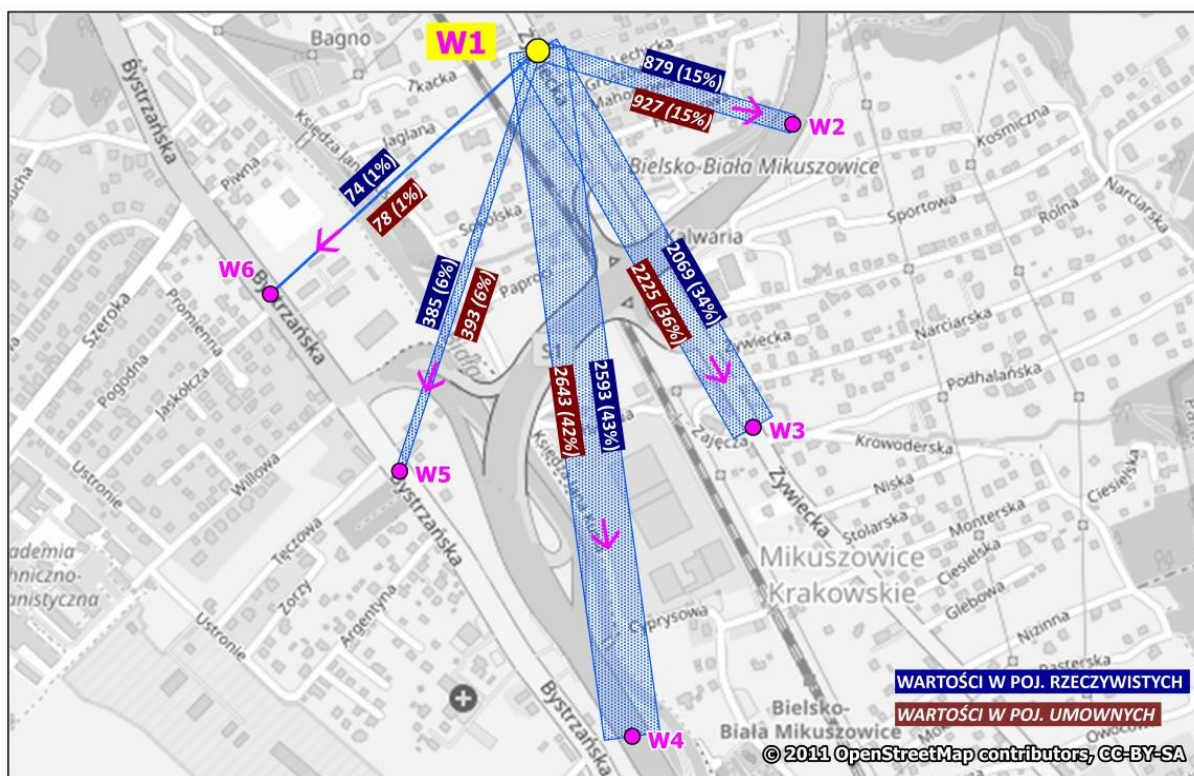 W1
879 (15%)
927 (15%)
W2
Bagno
Bystrzańska
Tkacka
Piwna
Bielsko-Biała Mikuszowice
Kosmiczna
Narciarska
Sportowa
Rolna
74 (1%)
78 (1%)
Sokolska
Kalwaria
W6
385 (6%)
393 (6%)
2225 (36%)
2069 (34%)
Szeroka
Promienna
Pogodna
Jaskółcza
Narciarska
Podhalańska
2643 (42%)
2593 (43%)
W3
Zajęcza
Krowoderska
Ustronie
Willowa
W5
Bystrzańska
Żywiecka
Niska
Ciesielska
Stolarska
Monterska
Tęczowa
Mikuszowice
Krakowskie
Ciesielska
Głebowa
Zorzy
Argentyna
Ustronie
Nizinna
Bystrzańska
WARTOŚCI W POJ. RZECZYWISTYCH
WARTOŚCI W POJ. UMOWNYCH
Bielsko-
Biała Mikuszowice
W4
© 2011 OpenStreetMap contributors, CC-BY-SA